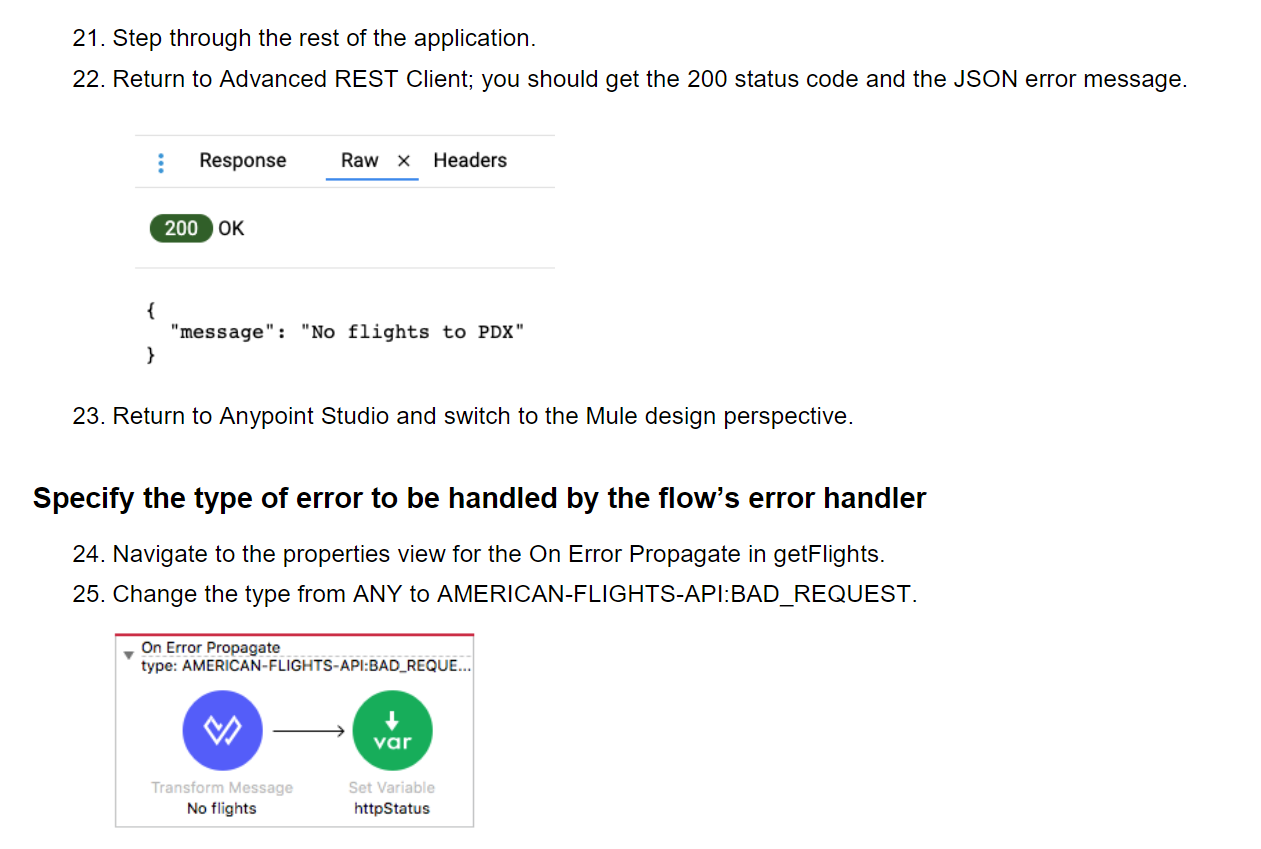 21. Step through the rest of the application.
22. Return to Advanced REST Client; you should get the 200 status code and the JSON error message.
Response Raw × Headers
200 OK
{
"message": "No flights to PDX"
}
23. Return to Anypoint Studio and switch to the Mule design perspective.
Specify the type of error to be handled by the flow’s error handler
24. Navigate to the properties view for the On Error Propagate in getFlights.
25. Change the type from ANY to AMERICAN-FLIGHTS-API:BAD_REQUEST.
On Error Propagate
type: AMERICAN-FLIGHTS-API:BAD_REQUE...
var
Transform Message Set Variable
No flights httpStatus